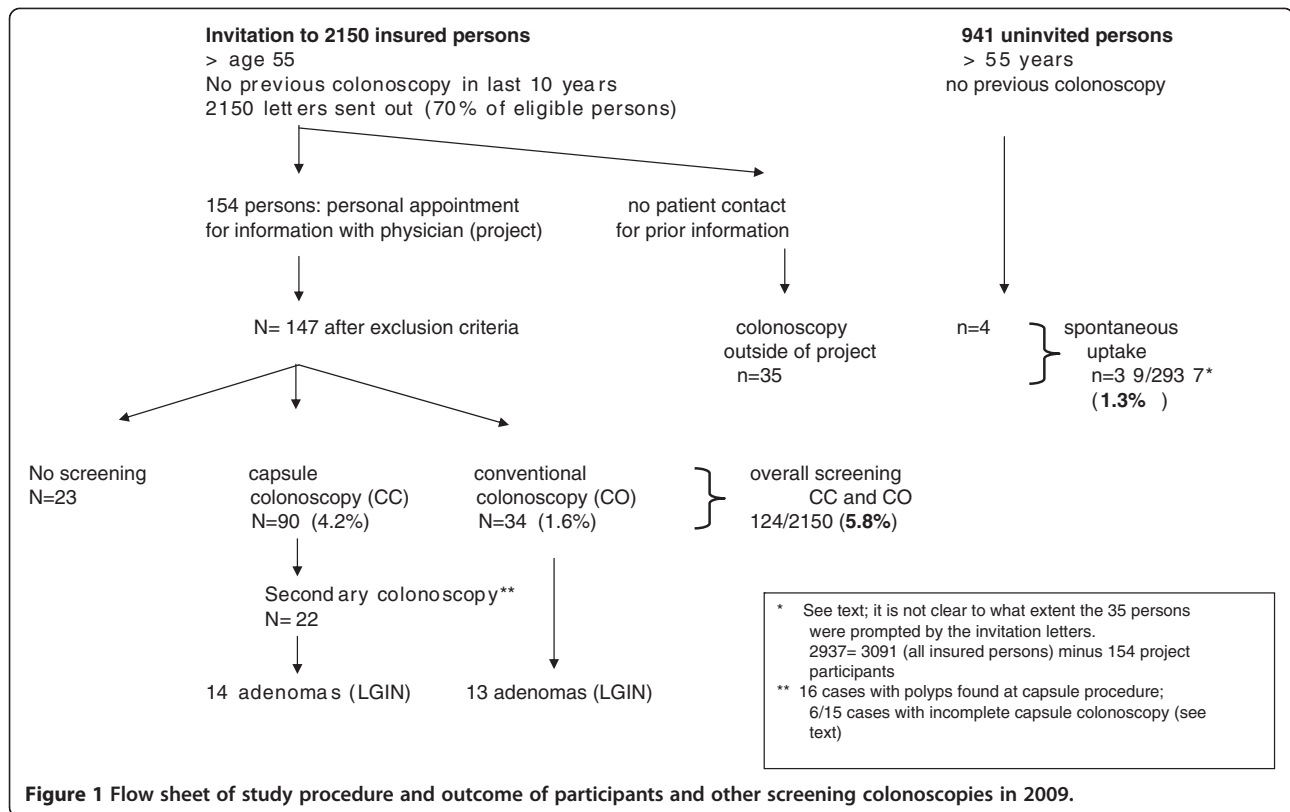 Invitation to 2150 insured persons
> age 55
No previous colonoscopy in last 10 years
2150 letters sent out (70% of eligible persons)
941 uninvited persons
> 55 years
no previous colonoscopy
154 persons: personal appointment
for information with physician (project)
no patient contact
for prior information
N= 147 after exclusion criteria
colonoscopy
outside of project
n=35
n=4
spontaneous
uptake
n=3 9/293 7*
(1.3% )
No screening
N=23
capsule
colonoscopy (CC)
N=90 (4.2%)
conventional
colonoscopy (CO)
N=34 (1.6%)
overall screening
CC and CO
124/2150 (5.8%)
Secondary colonoscopy**
N= 22
14 adenomas (LGIN)
13 adenomas (LGIN)
* See text; it is not clear to what extent the 35 persons
were prompted by the invitation letters.
2937= 3091 (all insured persons) minus 154 project
participants
** 16 cases with polyps found at capsule procedure;
6/15 cases with incomplete capsule colonoscopy (see
text)
Figure 1 Flow sheet of study procedure and outcome of participants and other screening colonoscopies in 2009.